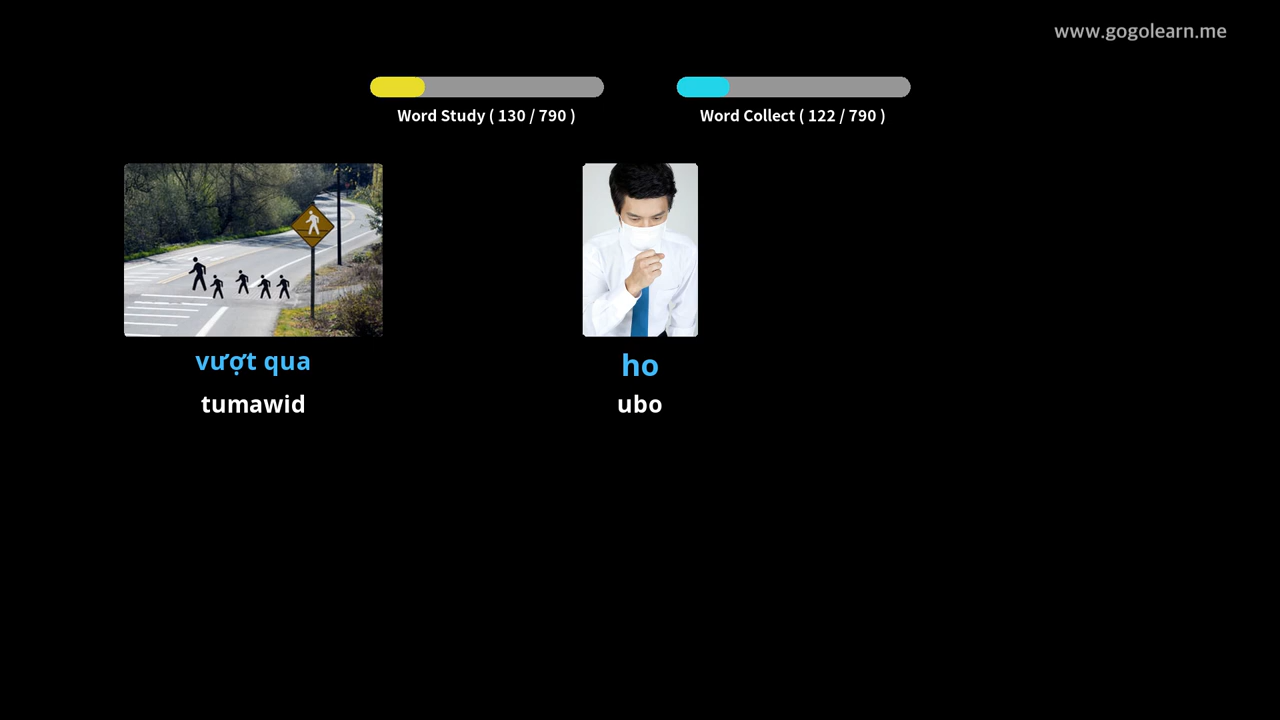 www.gogolearn.me
Word Study ( 130 / 790 )
Word Collect ( 122 / 790 )
vượt qua
tumawid
ho
ubo